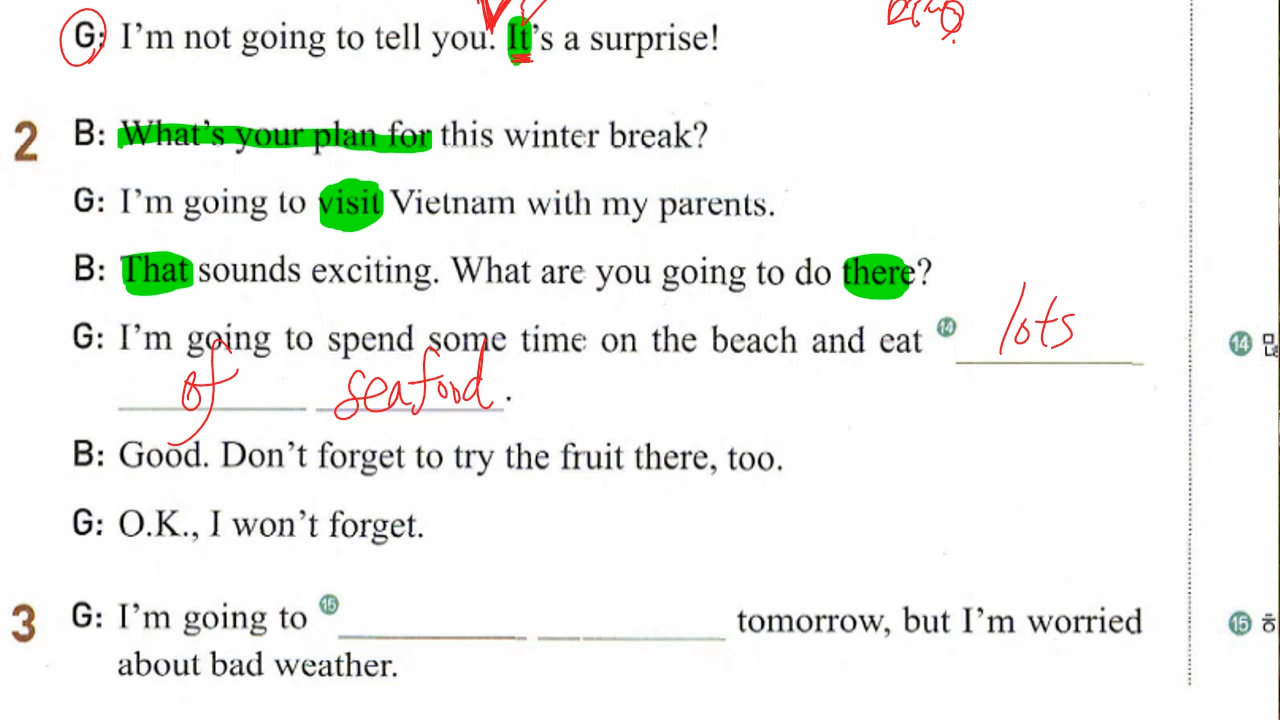 G: I'm not going to tell you. It's a surprise!
2 B: What's your plan for this winter break?
G: I'm going to visit Vietnam with my parents.
B: That sounds exciting. What are you going to do there?
G: I'm going to spend some time on the beach and eat 14 lots
of seafood.
B: Good. Don't forget to try the fruit there, too.
G: O.K., I won't forget.
3 G: I'm going to 15 tomorrow, but I'm worried
about bad weather.
14
15